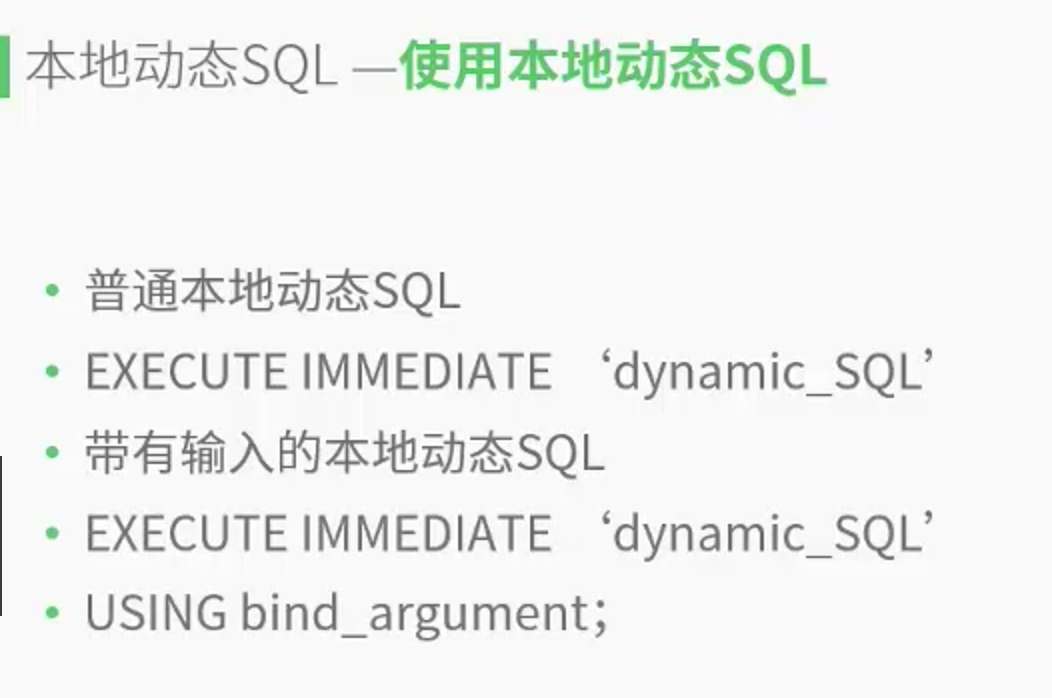 本地动态SQL —使用本地动态SQL
• 普通本地动态SQL
• EXECUTE IMMEDIATE ‘dynamic_SQL’
• 带有输入的本地动态SQL
• EXECUTE IMMEDIATE ‘dynamic_SQL’
• USING bind_argument；